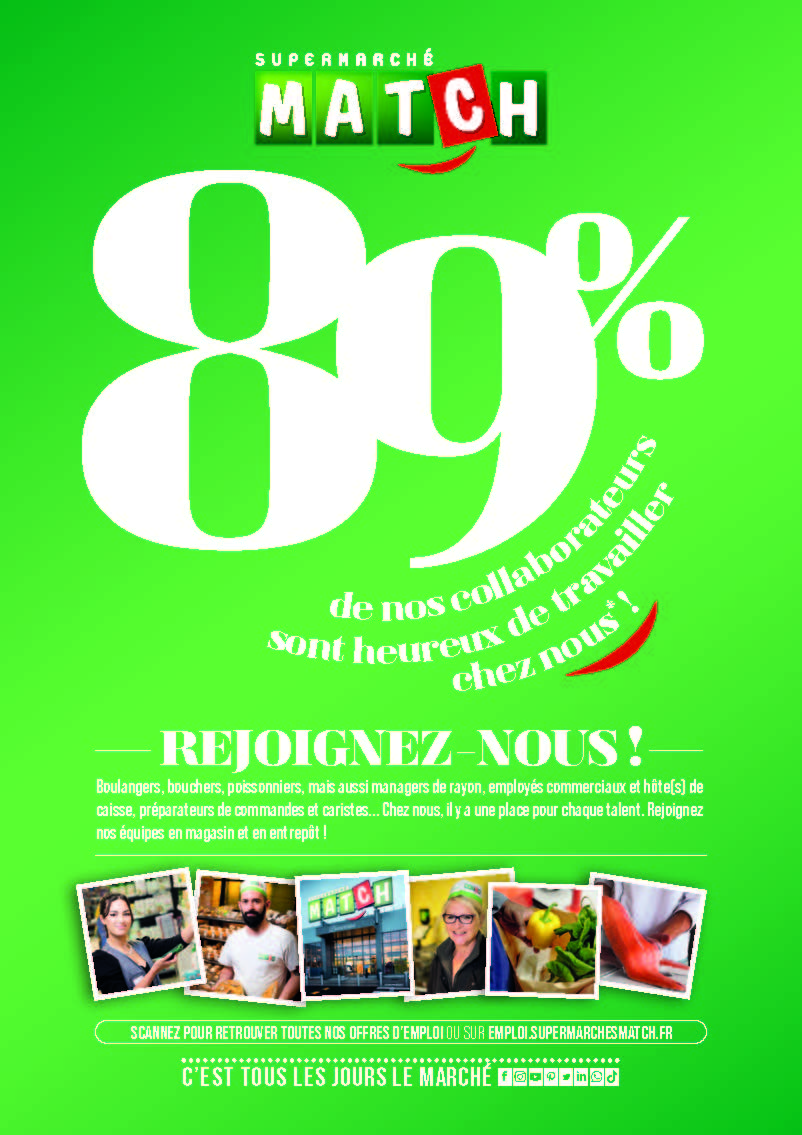 SUPERMARCHÉ
MATCH
89%
de nos collaborateurs
sont heureux de travailler
chez nous* !
REJOIGNEZ-NOUS !
Boulangers, bouchers, poissonniers, mais aussi managers de rayon, employés commerciaux et hôte(s) de
caisse, préparateurs de commandes et caristes... Chez nous, il y a une place pour chaque talent. Rejoignez
nos équipes en magasin et en entrepôt !
SUPERMARCHÉ
MATCH
SCANNEZ POUR RETROUVER TOUTES NOS OFFRES D'EMPLOI OU SUR EMPLOI.SUPERMARCHESMATCH.FR
C'EST TOUS LES JOURS LE MARCHÉ